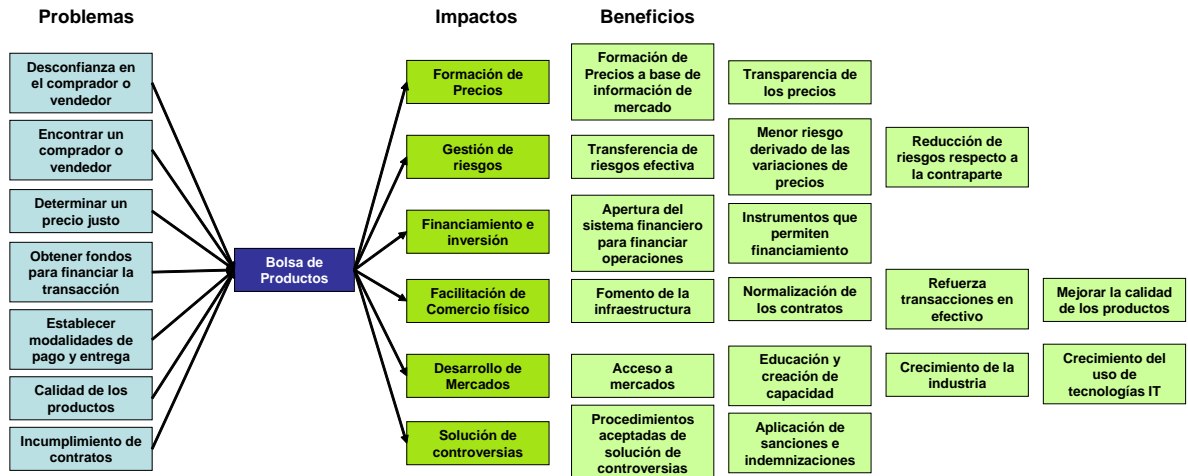 Problemas
Impactos
Beneficios
Desconfianza en
el comprador o
vendedor
Encontrar un
comprador o
vendedor
Determinar un
precio justo
Obtener fondos
para financiar la
transacción
Establecer
modalidades de
pago y entrega
Calidad de los
productos
Incumplimiento de
contratos
Bolsa de
Productos
Formación de
Precios
Formación de
Precios a base de
información de
mercado
Transparencia de
los precios
Gestión de
riesgos
Transferencia de
riesgos efectiva
Menor riesgo
derivado de las
variaciones de
precios
Reducción de
riesgos respecto a
la contraparte
Financiamiento e
inversión
Apertura del
sistema financiero
para financiar
operaciones
Instrumentos que
permiten
financiamiento
Facilitación de
Comercio físico
Fomento de la
infraestructura
Normalización de
los contratos
Refuerza
transacciones en
efectivo
Mejorar la calidad
de los productos
Desarrollo de
Mercados
Acceso a
mercados
Educación y
creación de
capacidad
Crecimiento de la
industria
Crecimiento del
uso de
tecnologías IT
Solución de
controversias
Procedimientos
aceptadas de
solución de
controversias
Aplicación de
sanciones e
indemnizaciones